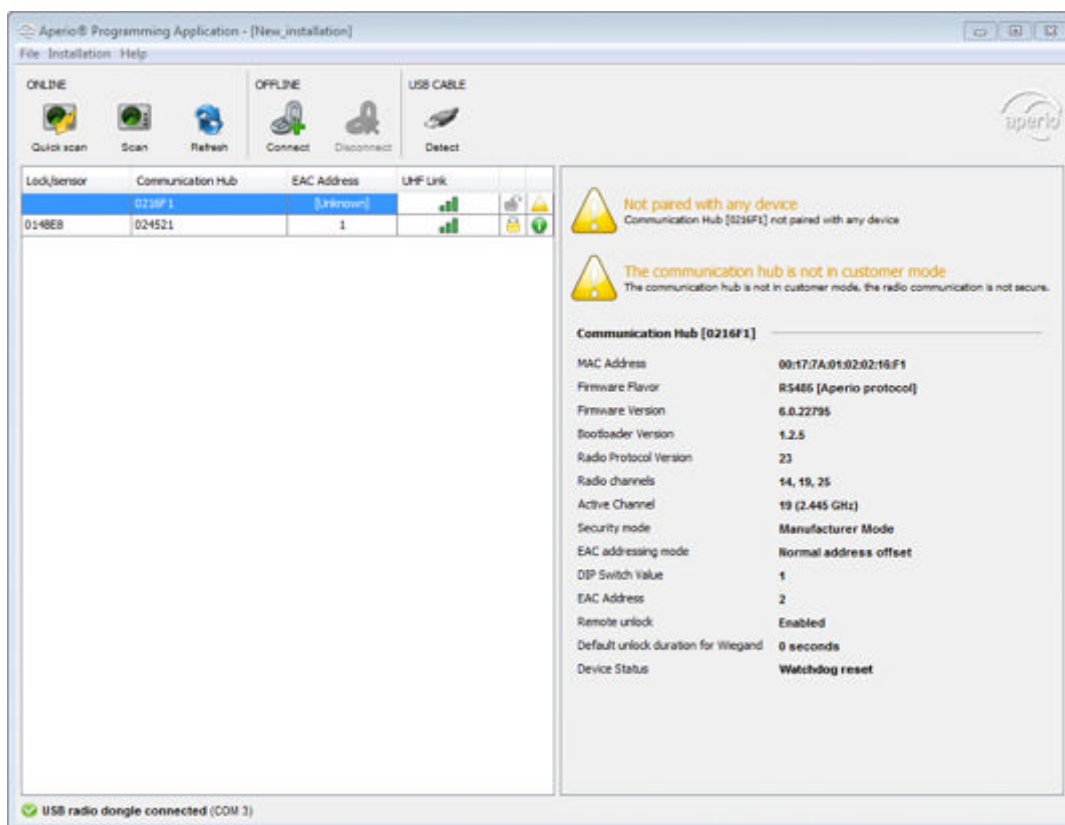 Aperio® Programming Application - [New_installation]
File Installation Help
ONLINE OFFLINE USB CABLE
Quick scan Scan Refresh Connect Disconnect Detect
aperio
Lock/sensor Communication Hub EAC Address UHF Link
0216F1 [Unknown]
0148E8 024521 1
Not paired with any device
Communication Hub [0216F1] not paired with any device
The communication hub is not in customer mode
The communication hub is not in customer mode, the radio communication is not secure.
Communication Hub [0216F1]
MAC Address 00:17:7A:01:02:02:16:F1
Firmware Flavor RS485 [Aperio protocol]
Firmware Version 6.0.22795
Bootloader Version 1.2.5
Radio Protocol Version 23
Radio channels 14, 19, 25
Active Channel 19 (2.445 GHz)
Security mode Manufacturer Mode
EAC addressing mode Normal address offset
DIP Switch Value 1
EAC Address 2
Remote unlock Enabled
Default unlock duration for Wiegand 0 seconds
Device Status Watchdog reset
USB radio dongle connected (COM 3)